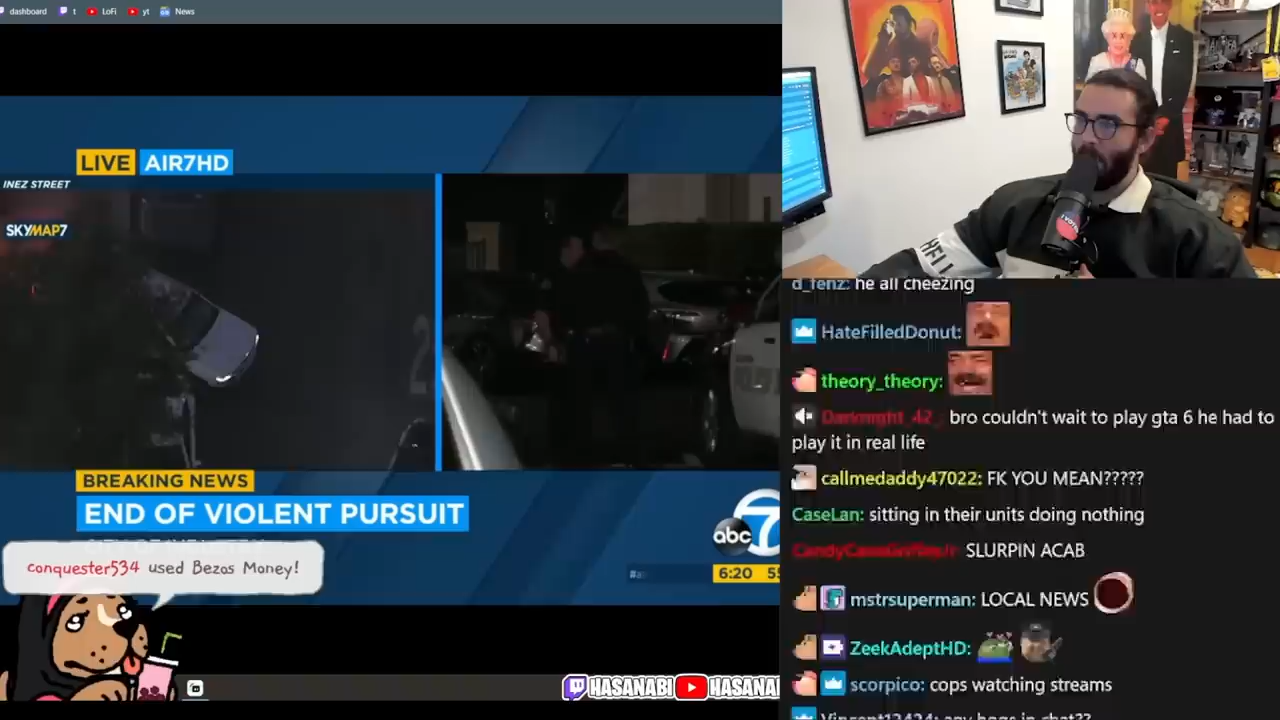 dashboard
t
LoFi
yt
News
LIVE AIR7HD
INEZ STREET
SKYMAP7
BREAKING NEWS
END OF VIOLENT PURSUIT
abc 7
6:20
conquester534 used Bezos Money!
HASANABI
d_fenz: he all cheezing
HateFilledDonut:
theory_theory:
bro couldn't wait to play gta 6 he had to
play it in real life
callmedaddy47022: FK YOU MEAN?????
CaseLan: sitting in their units doing nothing
SLURPIN ACAB
mstrsuperman: LOCAL NEWS
ZeekAdeptHD:
scorpico: cops watching streams